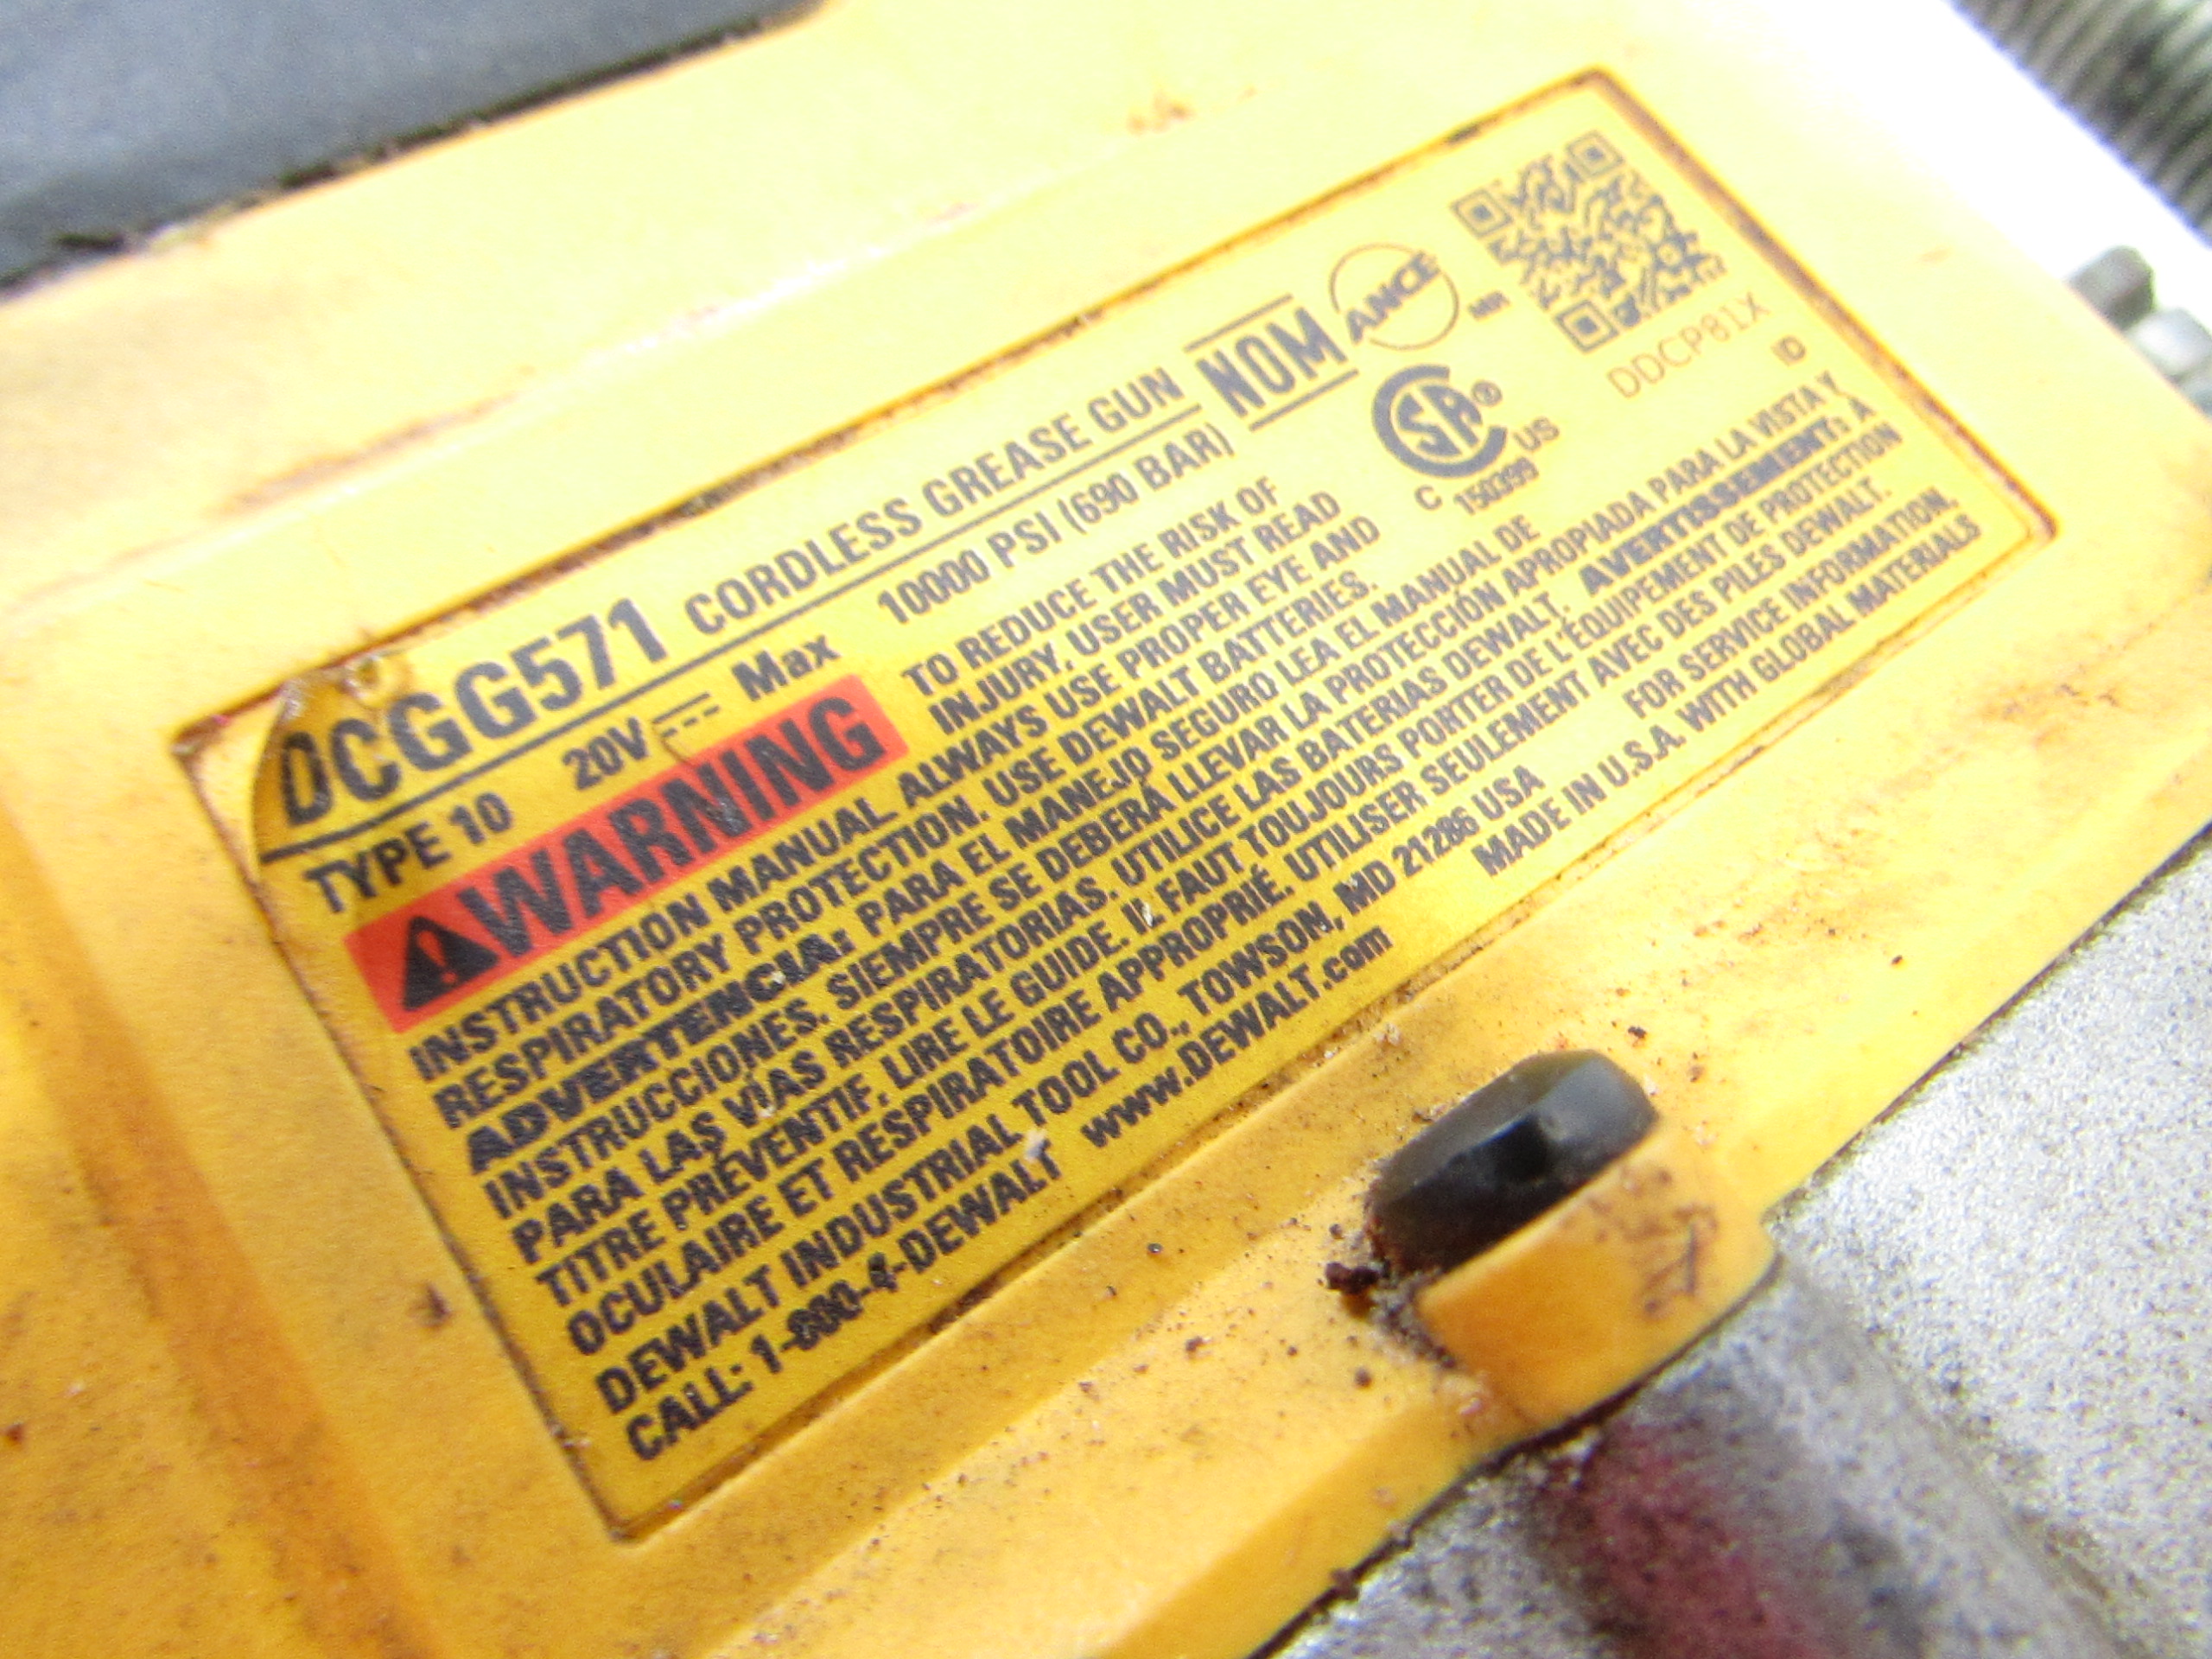 DCGG571 CORDLESS GREASE GUN
TYPE 10 20V Max 10000 PSI (690 BAR)
NOM
ANCE
MR
CSA®
C US
150399
DDCP81X
ID
WARNING
TO REDUCE THE RISK OF
INJURY, USER MUST READ
INSTRUCTION MANUAL. ALWAYS USE PROPER EYE AND
RESPIRATORY PROTECTION. USE DEWALT BATTERIES.
ADVERTENCIA: PARA EL MANEJO SEGURO LEA EL MANUAL DE
INSTRUCCIONES. SIEMPRE SE DEBERÁ LLEVAR LA PROTECCIÓN APROPIADA PARA LA VISTA Y
PARA LAS VÍAS RESPIRATORIAS. UTILICE LAS BATERIAS DEWALT. AVERTISSEMENT: À
TITRE PRÉVENTIF, LIRE LE GUIDE. IL FAUT TOUJOURS PORTER DE L'ÉQUIPEMENT DE PROTECTION
OCULAIRE ET RESPIRATOIRE APPROPRIÉ. UTILISER SEULEMENT AVEC DES PILES DEWALT.
DEWALT INDUSTRIAL TOOL CO., TOWSON, MD 21286 USA FOR SERVICE INFORMATION,
CALL: 1-800-4-DEWALT www.DEWALT.com MADE IN U.S.A. WITH GLOBAL MATERIALS